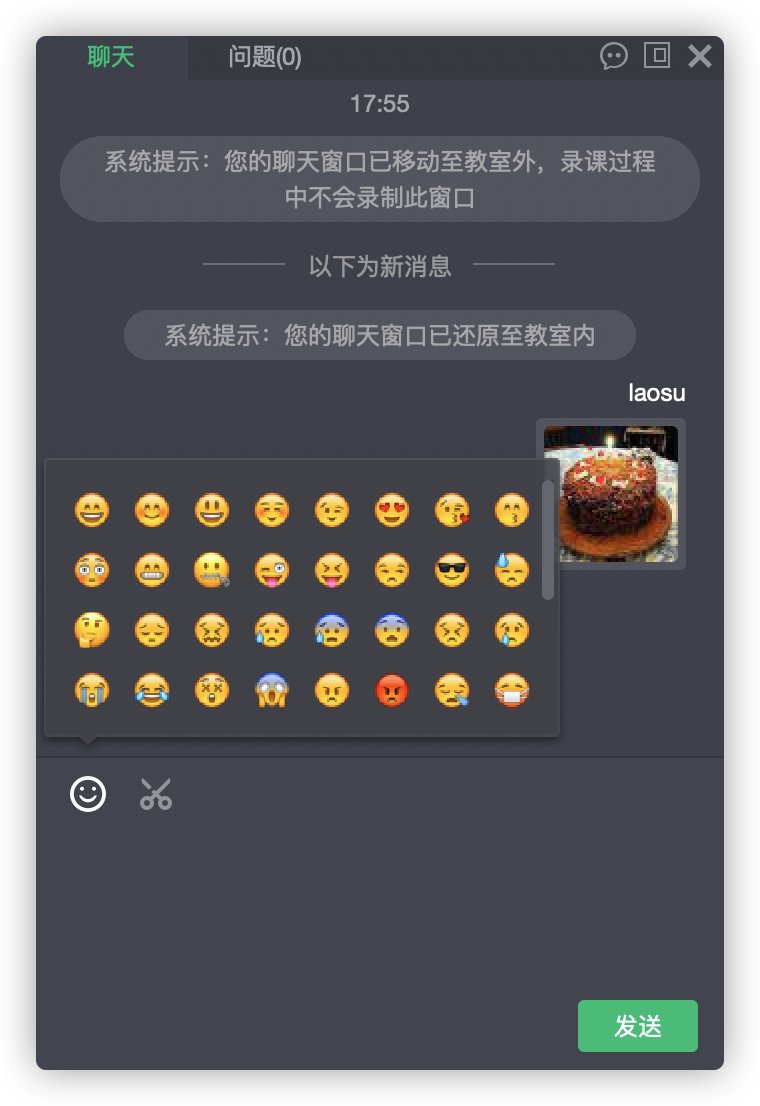 聊天
问题(0)
17:55
系统提示：您的聊天窗口已移动至教室外，录课过程
中不会录制此窗口
以下为新消息
系统提示：您的聊天窗口已还原至教室内
laosu
发送